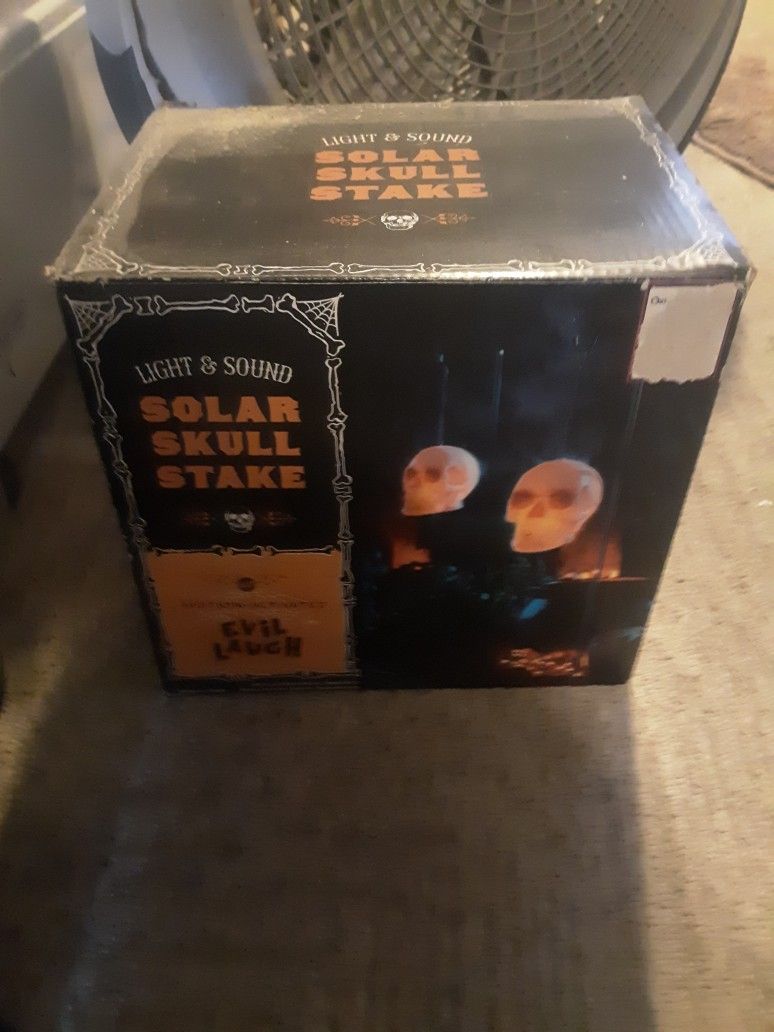 LIGHT & SOUND
SOLAR
SKULL
STAKE
LIGHT & SOUND
SOLAR
SKULL
STAKE
EVIL
LAUGH